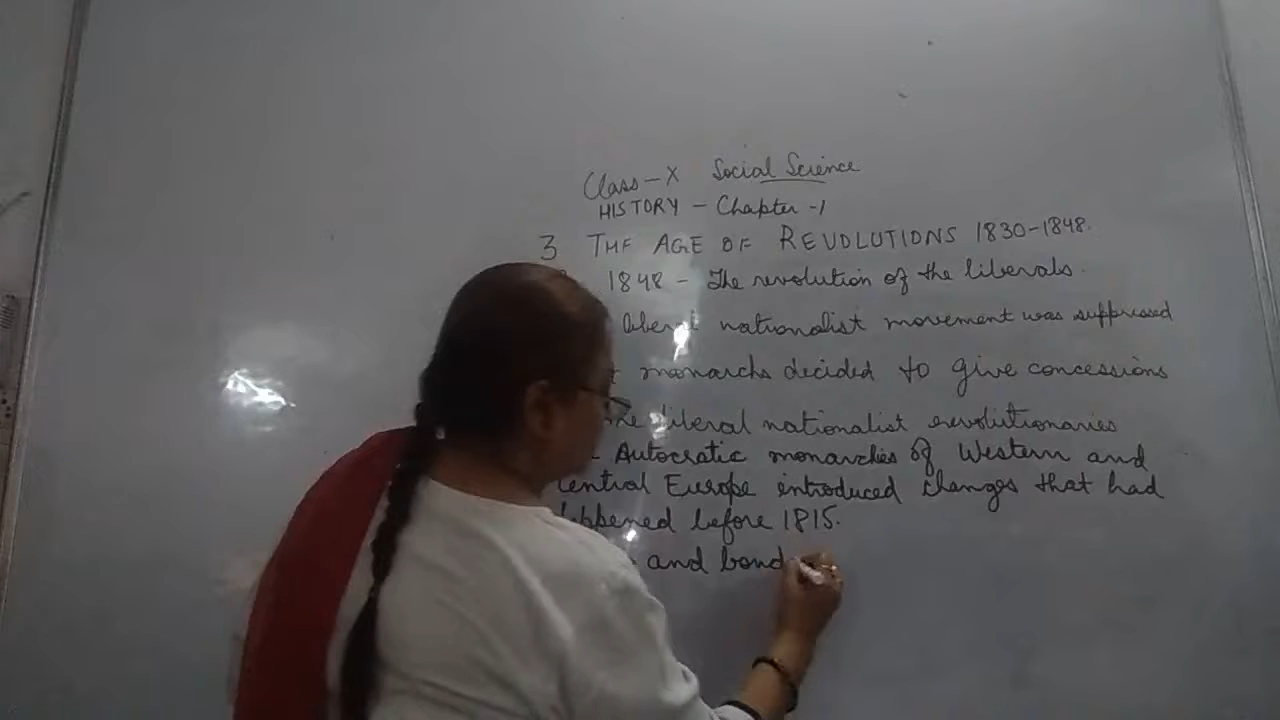 Class - X Social Science
HISTORY - Chapter -1
3 THE AGE OF REVOLUTIONS 1830-1848.
1848 - The revolution of the liberals.
liberal nationalist movement was suppressed
monarchs decided to give concessions
liberal nationalist revolutionaries
Autocratic monarchies of Western and
Central Europe introduced changes that had
happened before 1815.
and bond